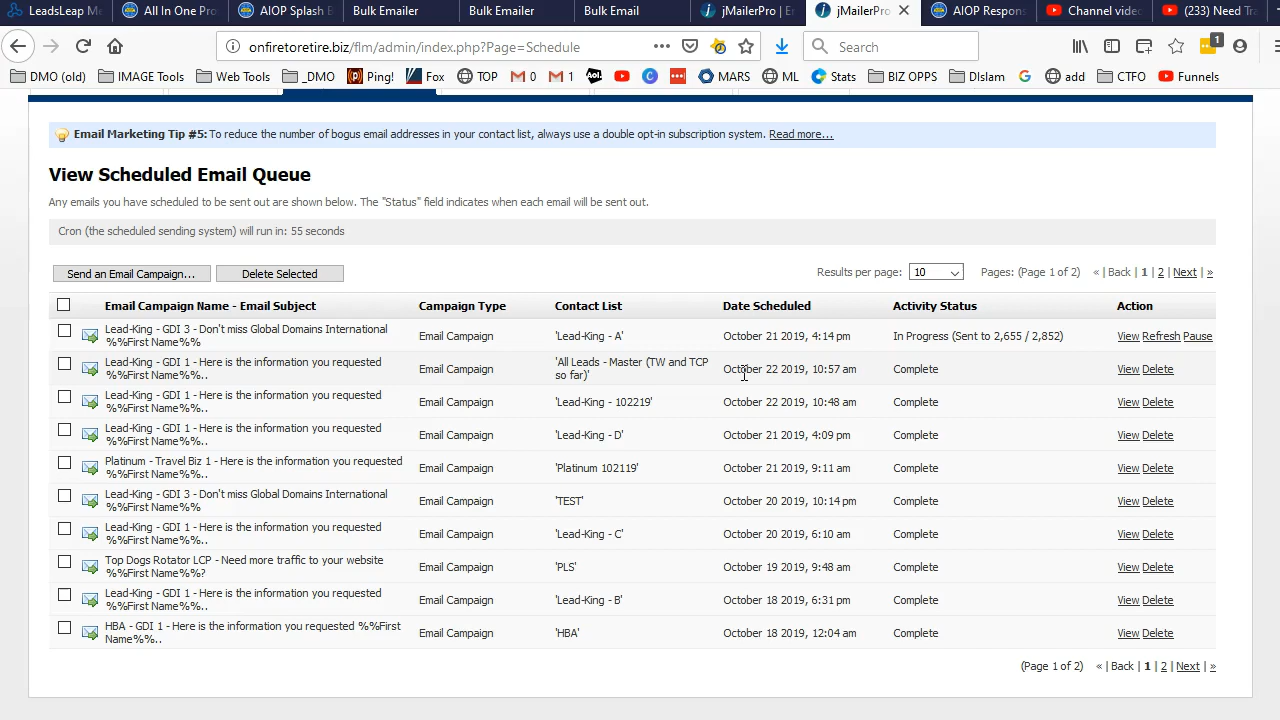 LeadsLeap Me
All In One Pro
AIOP Splash B
Bulk Emailer
Bulk Emailer
Bulk Email
jMailerPro | E
jMailerPro
AIOP Respons
Channel video
(233) Need Tra
onfiretoretire.biz/flm/admin/index.php?Page=Schedule
Search
1
DMO (old)
IMAGE Tools
Web Tools
_DMO
Ping!
Fox
TOP
0
1
Aol.
MARS
ML
Stats
BIZ OPPS
DIslam
add
CTFO
Funnels
Email Marketing Tip #5: To reduce the number of bogus email addresses in your contact list, always use a double opt-in subscription system. Read more...
View Scheduled Email Queue
Any emails you have scheduled to be sent out are shown below. The "Status" field indicates when each email will be sent out.
Cron (the scheduled sending system) will run in: 55 seconds
Send an Email Campaign...
Delete Selected
Results per page: 10
Pages: (Page 1 of 2) « | Back | 1 | 2 | Next | »
Email Campaign Name - Email Subject
Campaign Type
Contact List
Date Scheduled
Activity Status
Action
Lead-King - GDI 3 - Don't miss Global Domains International
%%First Name%%
Email Campaign
'Lead-King - A'
October 21 2019, 4:14 pm
In Progress (Sent to 2,655 / 2,852)
View Refresh Pause
Lead-King - GDI 1 - Here is the information you requested
%%First Name%%..
Email Campaign
'All Leads - Master (TW and TCP
so far)'
October 22 2019, 10:57 am
Complete
View Delete
Lead-King - GDI 1 - Here is the information you requested
%%First Name%%..
Email Campaign
'Lead-King - 102219'
October 22 2019, 10:48 am
Complete
View Delete
Lead-King - GDI 1 - Here is the information you requested
%%First Name%%..
Email Campaign
'Lead-King - D'
October 21 2019, 4:09 pm
Complete
View Delete
Platinum - Travel Biz 1 - Here is the information you requested
%%First Name%%..
Email Campaign
'Platinum 102119'
October 21 2019, 9:11 am
Complete
View Delete
Lead-King - GDI 3 - Don't miss Global Domains International
%%First Name%%
Email Campaign
'TEST'
October 20 2019, 10:14 pm
Complete
View Delete
Lead-King - GDI 1 - Here is the information you requested
%%First Name%%..
Email Campaign
'Lead-King - C'
October 20 2019, 6:10 am
Complete
View Delete
Top Dogs Rotator LCP - Need more traffic to your website
%%First Name%%?
Email Campaign
'PLS'
October 19 2019, 9:48 am
Complete
View Delete
Lead-King - GDI 1 - Here is the information you requested
%%First Name%%..
Email Campaign
'Lead-King - B'
October 18 2019, 6:31 pm
Complete
View Delete
HBA - GDI 1 - Here is the information you requested %%First
Name%%..
Email Campaign
'HBA'
October 18 2019, 12:04 am
Complete
View Delete
(Page 1 of 2) « | Back | 1 | 2 | Next | »